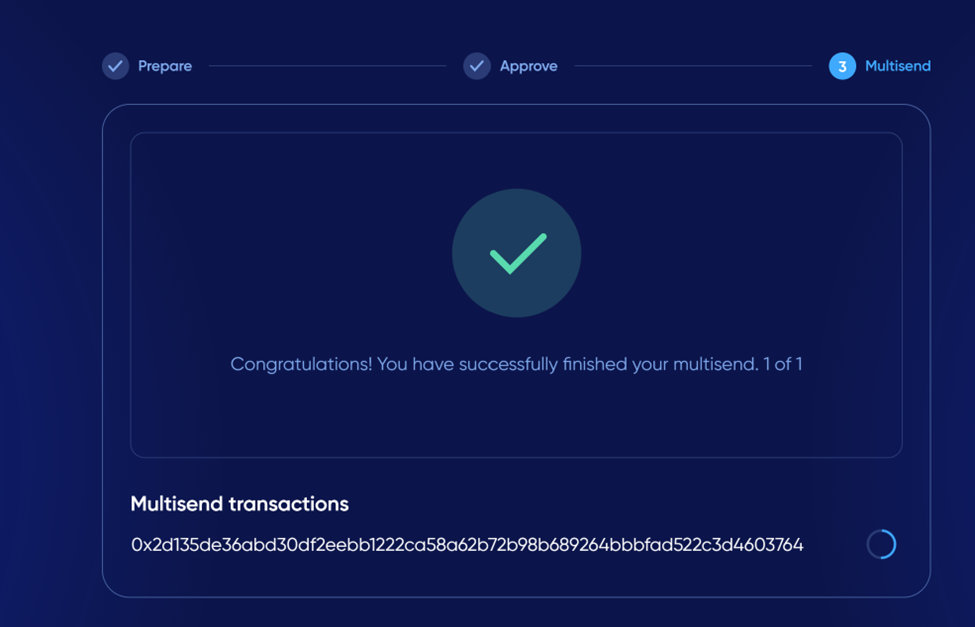 Prepare
Approve
3 Multisend
Congratulations! You have successfully finished your multisend. 1 of 1
Multisend transactions
0x2d135de36abd30df2eebb1222ca58a62b72b98b689264bbbfad522c3d4603764